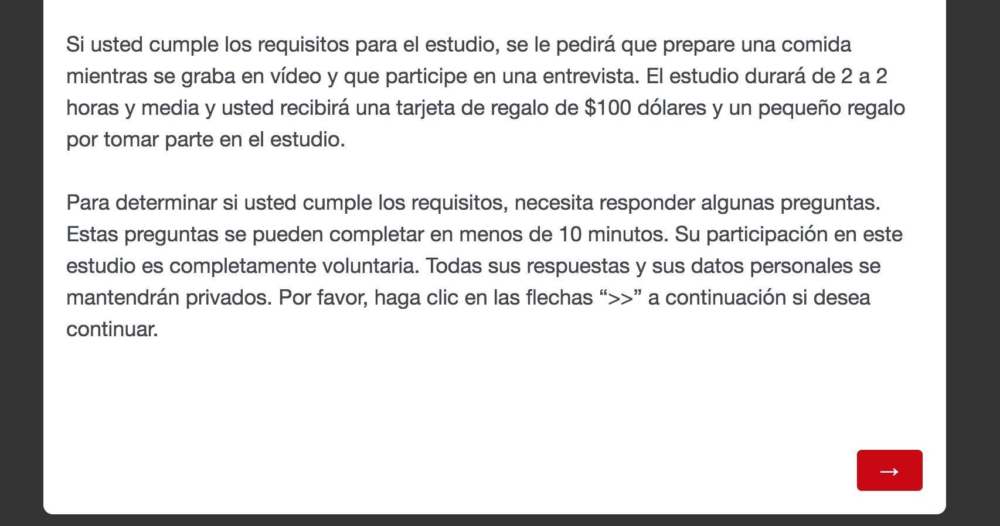 Si usted cumple los requisitos para el estudio, se le pedirá que prepare una comida
mientras se graba en vídeo y que participe en una entrevista. El estudio durará de 2 a 2
horas y media y usted recibirá una tarjeta de regalo de $100 dólares y un pequeño regalo
por tomar parte en el estudio.
Para determinar si usted cumple los requisitos, necesita responder algunas preguntas.
Estas preguntas se pueden completar en menos de 10 minutos. Su participación en este
estudio es completamente voluntaria. Todas sus respuestas y sus datos personales se
mantendrán privados. Por favor, haga clic en las flechas “>>” a continuación si desea
continuar.
→